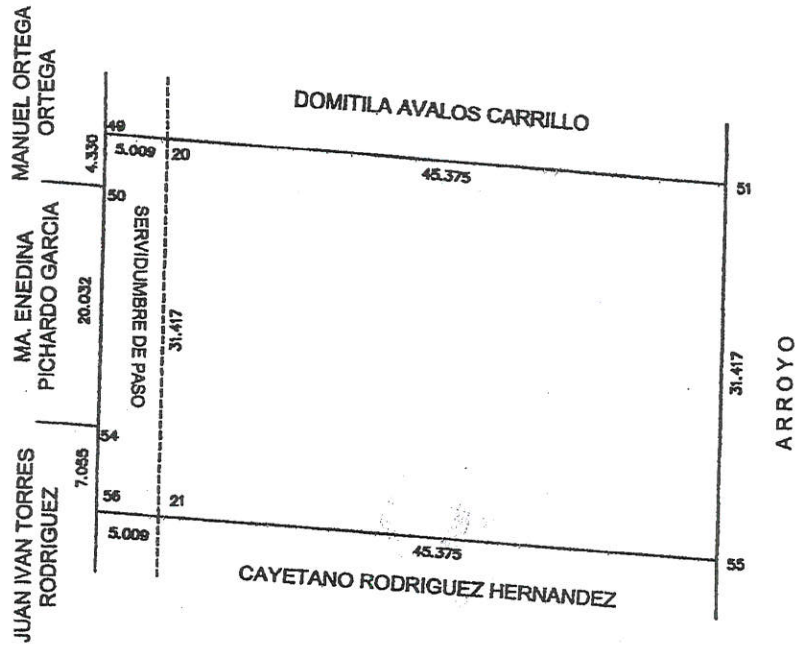 MANUEL ORTEGA
ORTEGA
MA. ENEDINA
PICHARDO GARCIA
JUAN IVAN TORRES
RODRIGUEZ
4.330
20.032
7.055
49
5.009
20
50
SERVIDUMBRE DE PASO
31.417
54
56
21
5.009
DOMITILA AVALOS CARRILLO
45.375
51
31.417
ARROYO
55
45.375
CAYETANO RODRIGUEZ HERNANDEZ